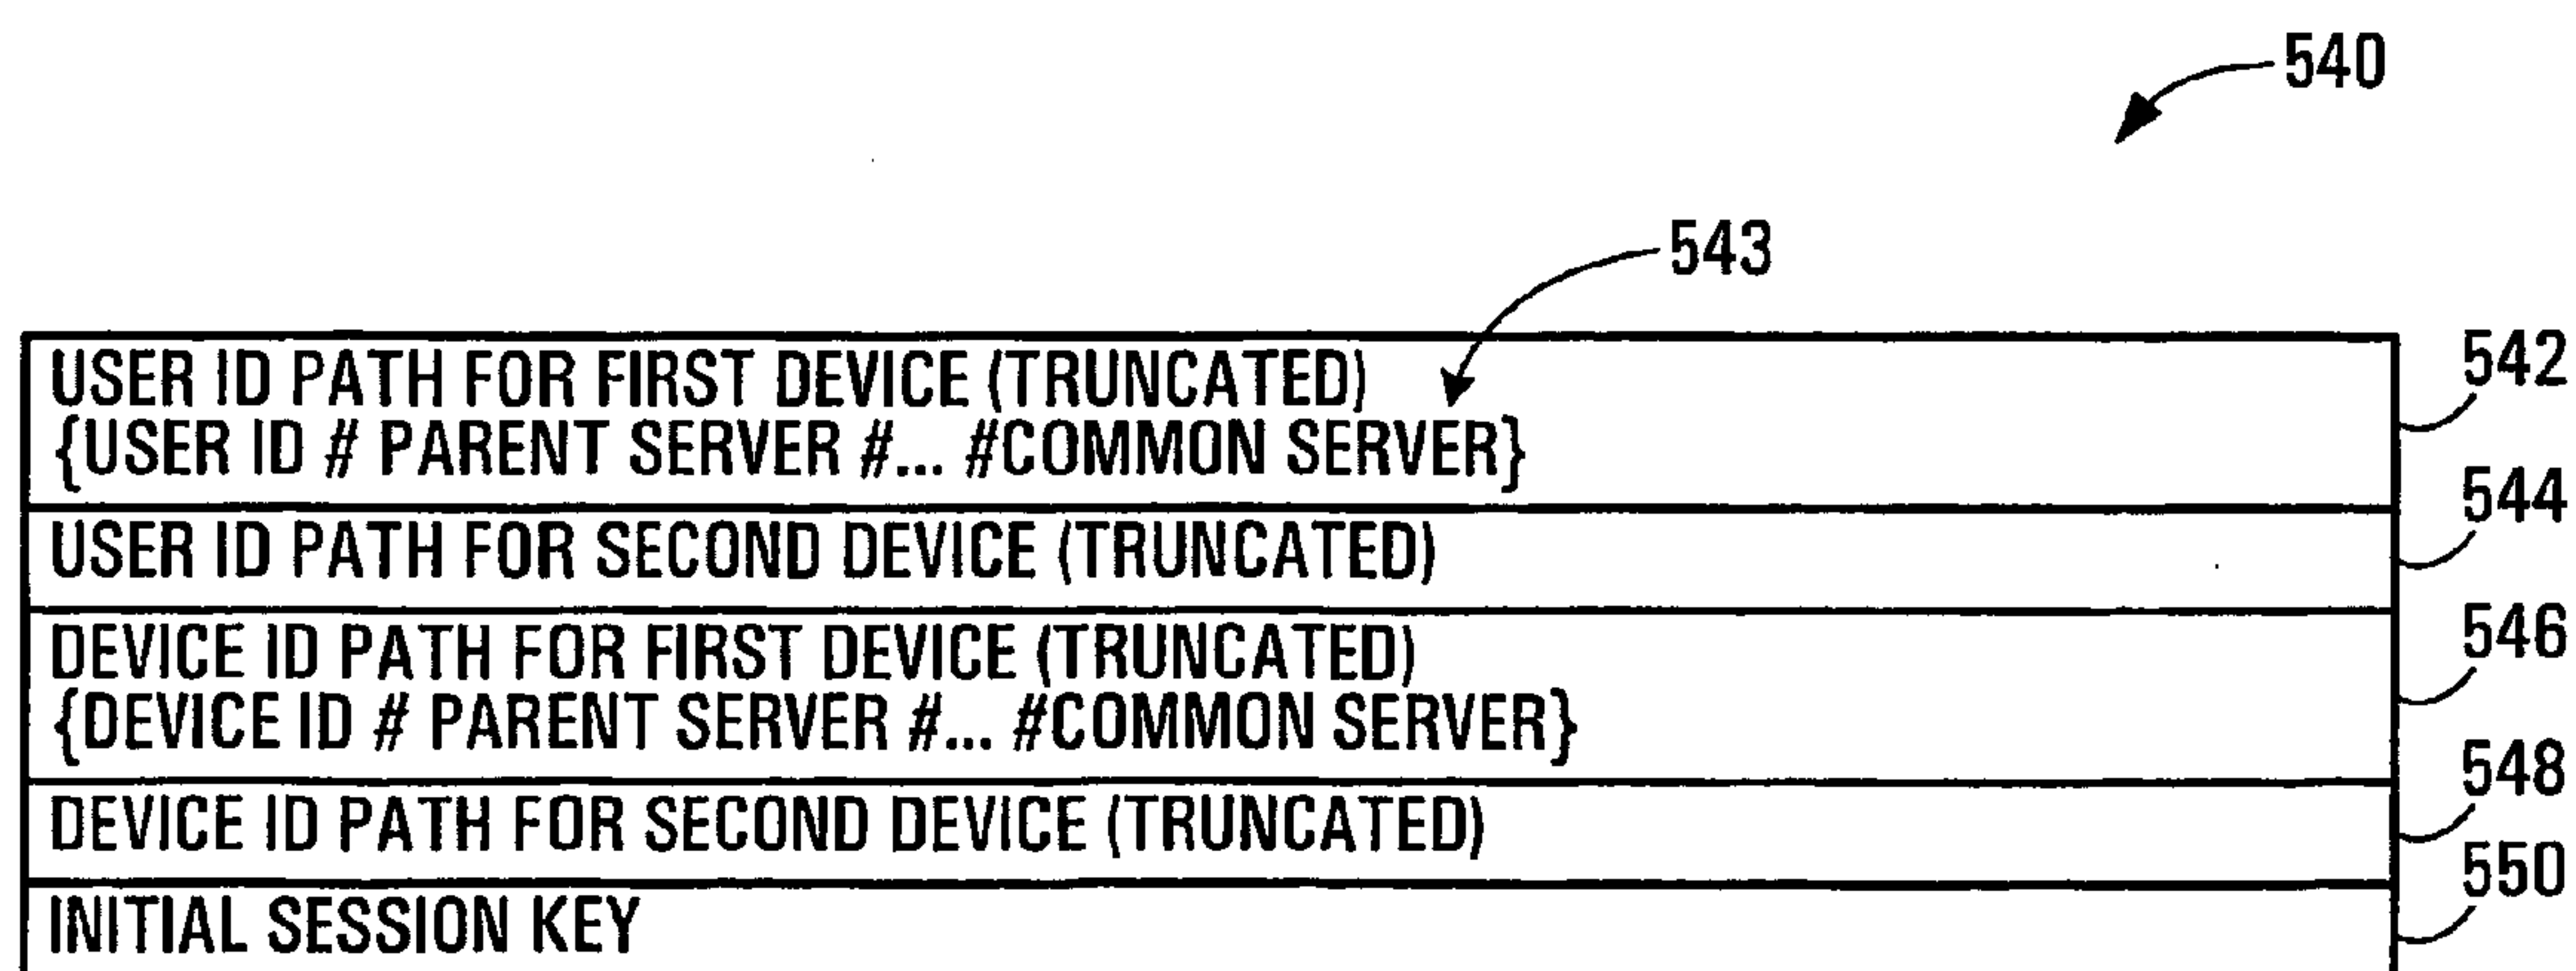 540
543
USER ID PATH FOR FIRST DEVICE (TRUNCATED)
{USER ID # PARENT SERVER #... #COMMON SERVER}
542
USER ID PATH FOR SECOND DEVICE (TRUNCATED)
544
DEVICE ID PATH FOR FIRST DEVICE (TRUNCATED)
{DEVICE ID # PARENT SERVER #... #COMMON SERVER}
546
DEVICE ID PATH FOR SECOND DEVICE (TRUNCATED)
548
INITIAL SESSION KEY
550